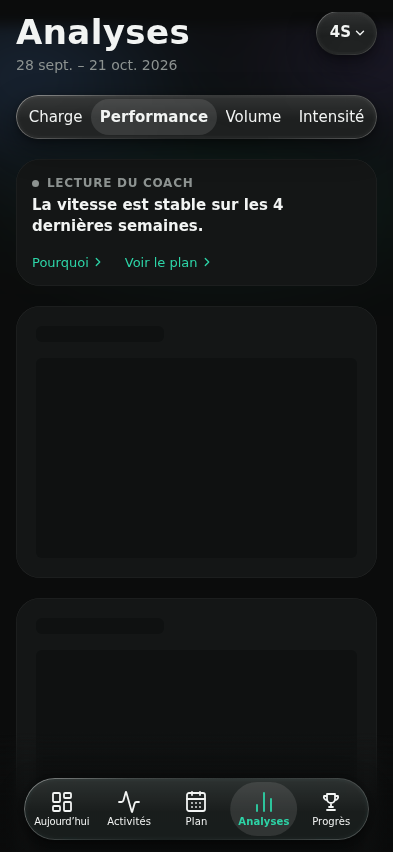 Analyses
4S
28 sept. – 21 oct. 2026
Charge Performance Volume Intensité
LECTURE DU COACH
La vitesse est stable sur les 4
dernières semaines.
Pourquoi Voir le plan
Aujourd'hui Activités Plan Analyses Progrès